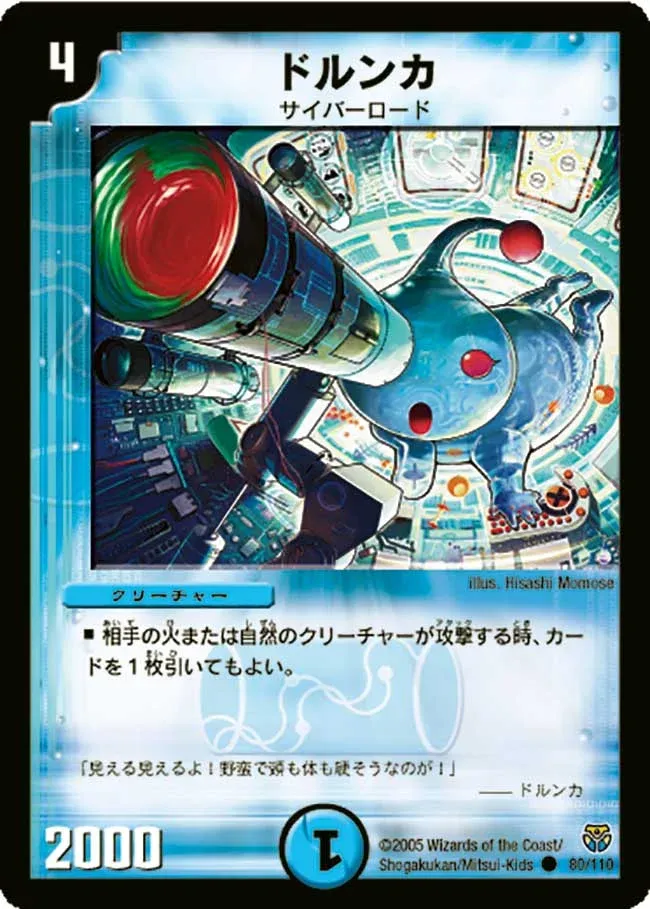 4
ドルンカ
サイバーロード
illus. Hisashi Momose
クリーチャー
■ 相手の火または自然のクリーチャーが攻撃する時、カー
ドを1枚引いてもよい。
「見える見えるよ!野蛮で頭も体も硬そうなのが!」
—— ドルンカ
2000
1
©2005 Wizards of the Coast/
Shogakukan/Mitsui-Kids ● 80/110